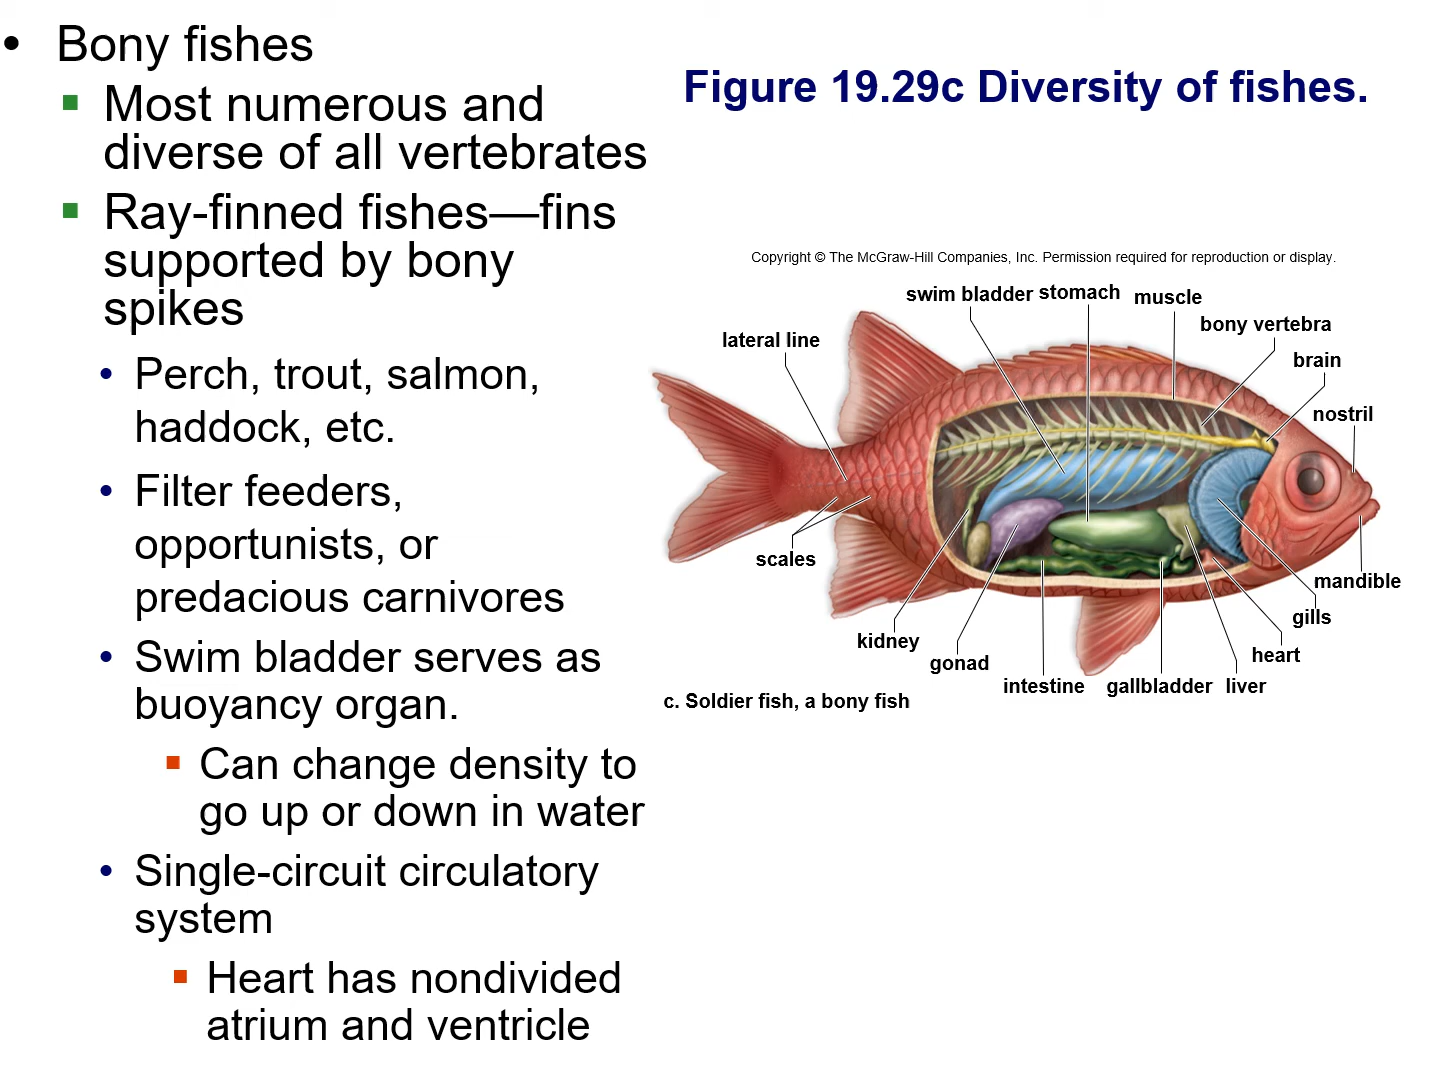 • Bony fishes
▪ Most numerous and
diverse of all vertebrates
▪ Ray-finned fishes—fins
supported by bony
spikes
• Perch, trout, salmon,
haddock, etc.
• Filter feeders,
opportunists, or
predacious carnivores
• Swim bladder serves as
buoyancy organ.
▪ Can change density to
go up or down in water
• Single-circuit circulatory
system
▪ Heart has nondivided
atrium and ventricle
Figure 19.29c Diversity of fishes.
Copyright © The McGraw-Hill Companies, Inc. Permission required for reproduction or display.
swim bladder
stomach
muscle
bony vertebra
lateral line
brain
nostril
scales
mandible
gills
kidney
heart
gonad
intestine
gallbladder
liver
c. Soldier fish, a bony fish